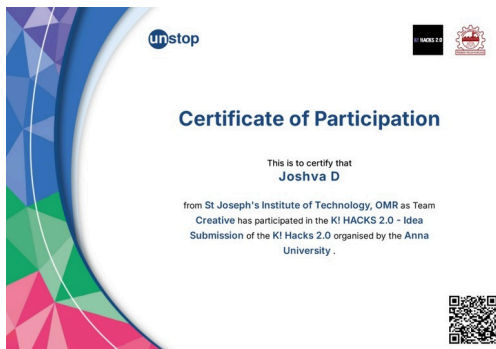 unstop
K! HACKS 2.0
Certificate of Participation
This is to certify that
Joshva D
from St Joseph's Institute of Technology, OMR as Team
Creative has participated in the K! HACKS 2.0 - Idea
Submission of the K! Hacks 2.0 organised by the Anna
University .